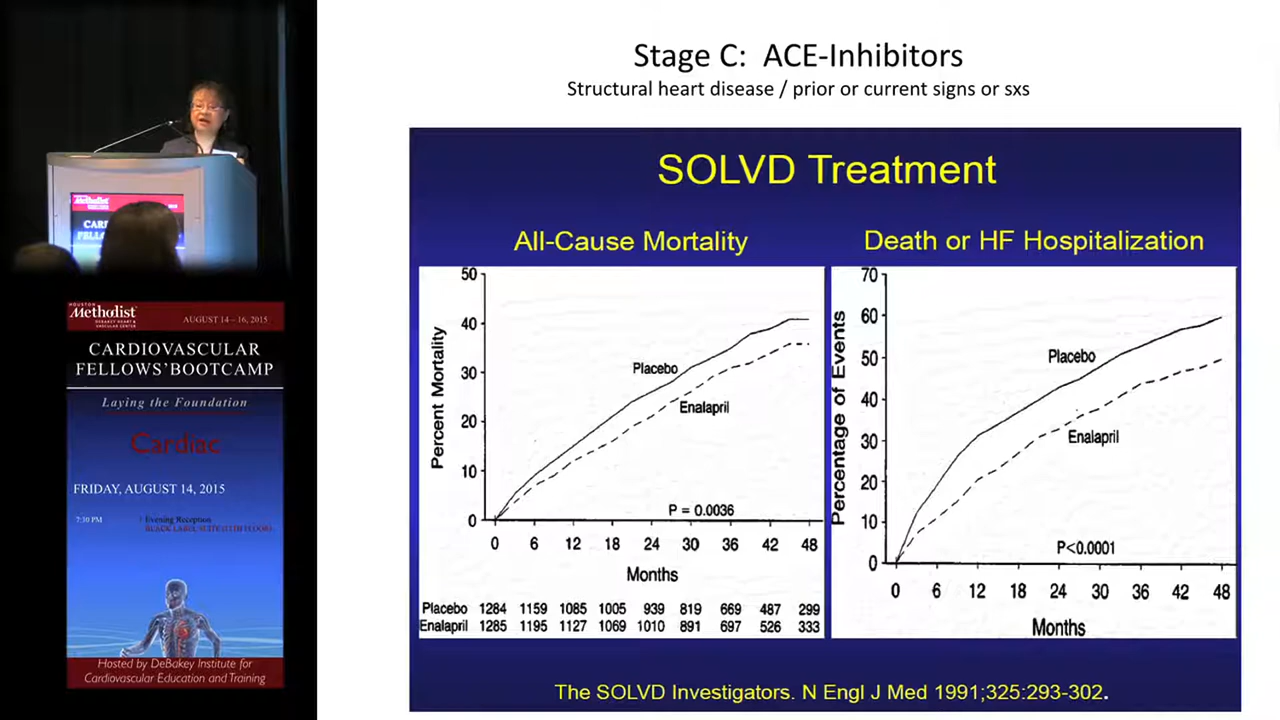 Stage C: ACE-Inhibitors
Structural heart disease / prior or current signs or sxs
SOLVD Treatment
All-Cause Mortality
Percent Mortality
50
40
30
20
10
0
Placebo
Enalapril
P = 0.0036
0 6 12 18 24 30 36 42 48
Months
Placebo 1284 1159 1085 1005 939 819 669 487 299
Enalapril 1285 1195 1127 1069 1010 891 697 526 333
Death or HF Hospitalization
Percentage of Events
70
60
50
40
30
20
10
0
Placebo
Enalapril
P<0.0001
0 6 12 18 24 30 36 42 48
Months
The SOLVD Investigators. N Engl J Med 1991;325:293-302.
Methodist
HOUSTON
Methodist
DEBAKEY HEART &
VASCULAR CENTER
AUGUST 14 – 16, 2015
CARDIOVASCULAR
FELLOWS'BOOTCAMP
Laying the Foundation
Cardiac
FRIDAY, AUGUST 14, 2015
7:30 PM
Evening Reception
Hosted by DeBakey Institute for
Cardiovascular Education and Training